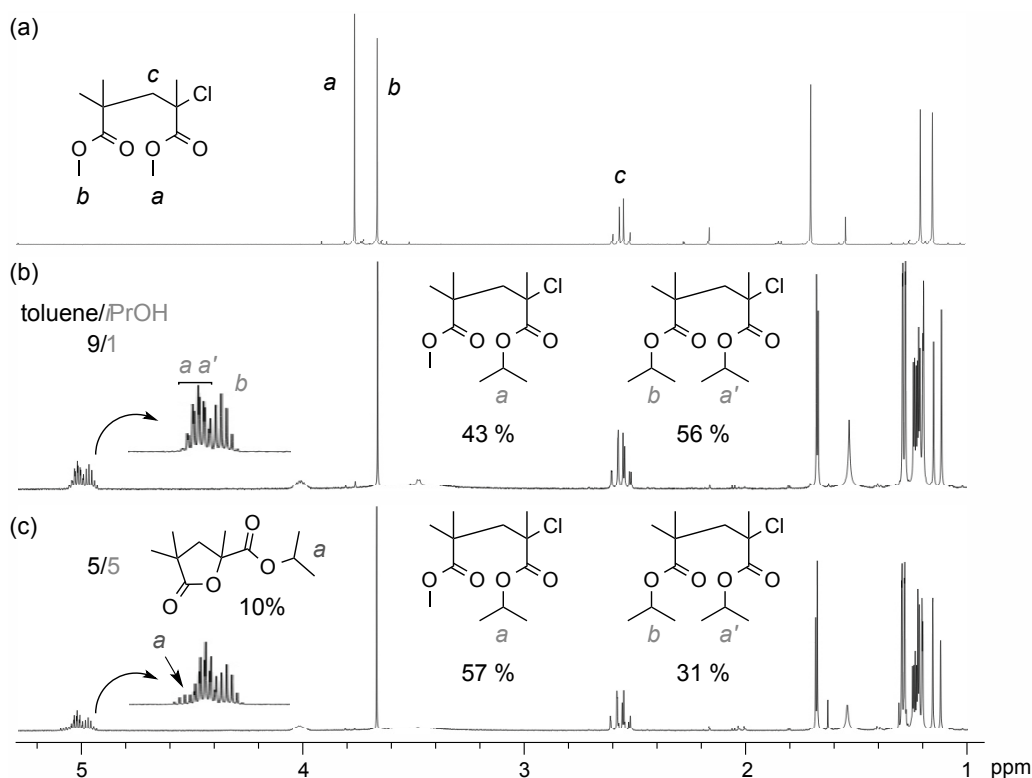 (a)
c
Cl
a
b
O
O
O
O
b
a
c
(b)
toluene/iPrOH
9/1
a a′
b
Cl
O
O
O
O
a
43 %
Cl
O
O
O
O
b
a′
56 %
(c)
5/5
O
O
O
O
a
10%
a
Cl
O
O
O
O
a
57 %
Cl
O
O
O
O
b
a′
31 %
5 4 3 2 1 ppm